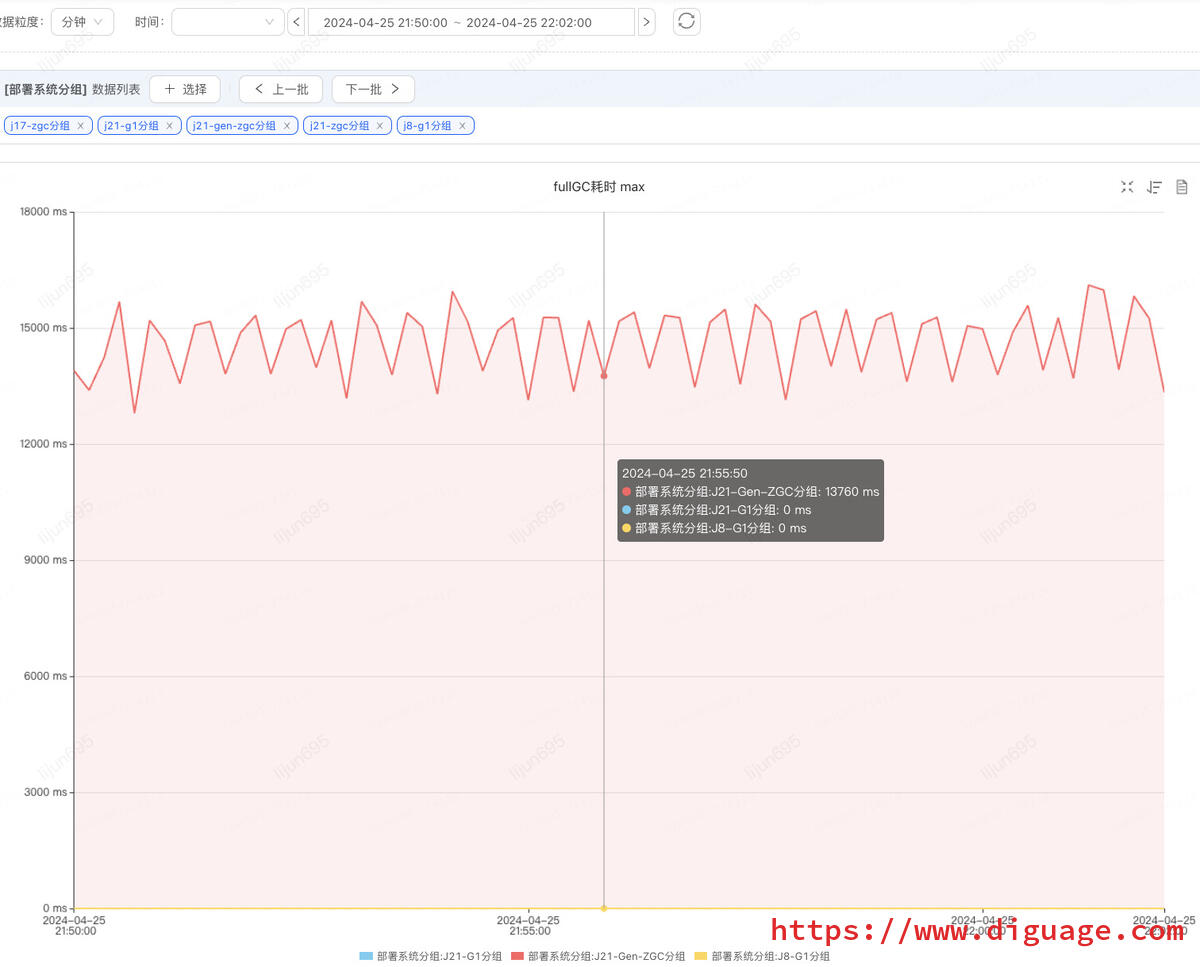 数据粒度： 分钟 时间： 2024-04-25 21:50:00 ~ 2024-04-25 22:02:00
[部署系统分组] 数据列表 + 选择 < 上一批 下一批 >
j17-zgc分组 × j21-g1分组 × j21-gen-zgc分组 × j21-zgc分组 × j8-g1分组 ×
fullGC耗时 max
18000 ms
15000 ms
12000 ms
9000 ms
6000 ms
3000 ms
0 ms
2024-04-25 21:55:50
部署系统分组:J21-Gen-ZGC分组: 13760 ms
部署系统分组:J21-G1分组: 0 ms
部署系统分组:J8-G1分组: 0 ms
2024-04-25 2024-04-25 2024-04-25 2024-04-25
21:50:00 21:55:00 22:00:00 22:02:00
https://www.diguage.com
部署系统分组:J21-G1分组 部署系统分组:J21-Gen-ZGC分组 部署系统分组:J8-G1分组
lijun695